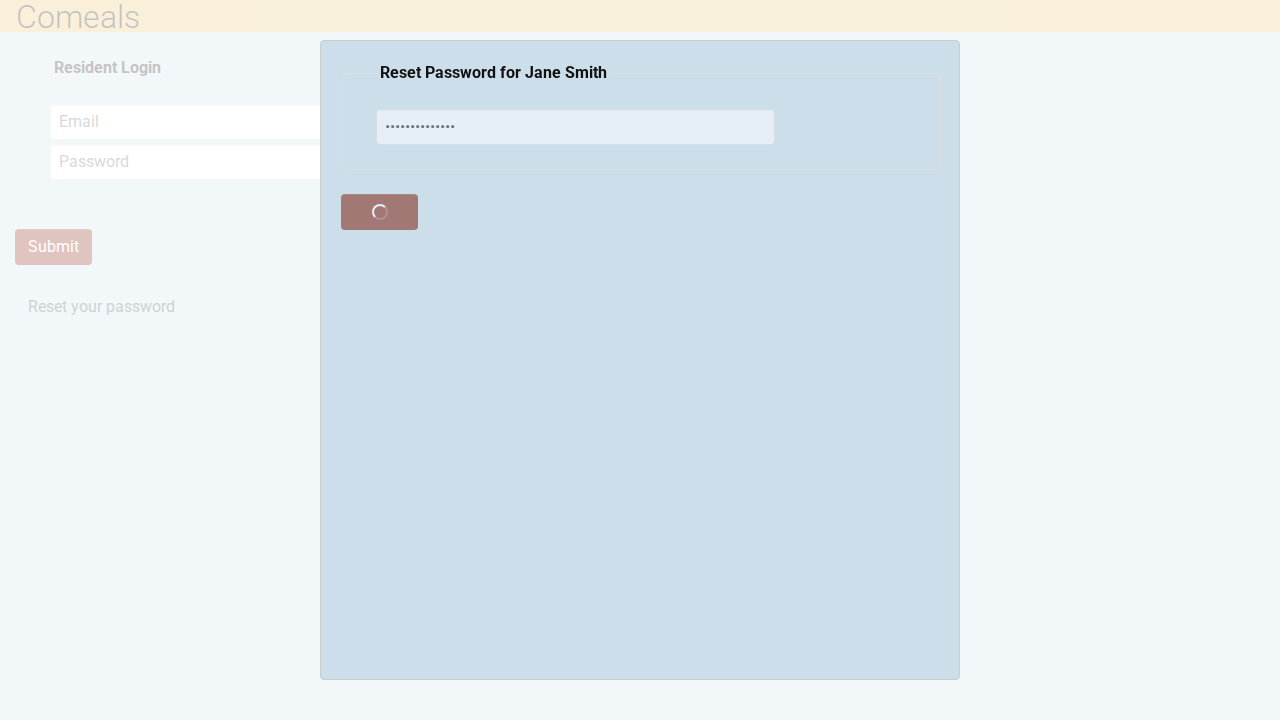 Comeals
Resident Login
Email
Password
Submit
Reset your password
Reset Password for Jane Smith
••••••••••••••